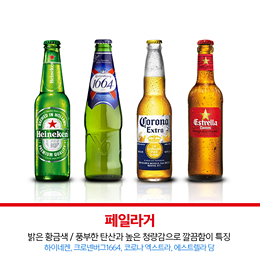 Heineken
1664
Corona
Extra
Estrella
Damm
페일라거
밝은 황금색 / 풍부한 탄산과 높은 청량감으로 깔끔함이 특징
하이네켄, 크로넨버그1664, 코로나 엑스트라, 에스트렐라 담